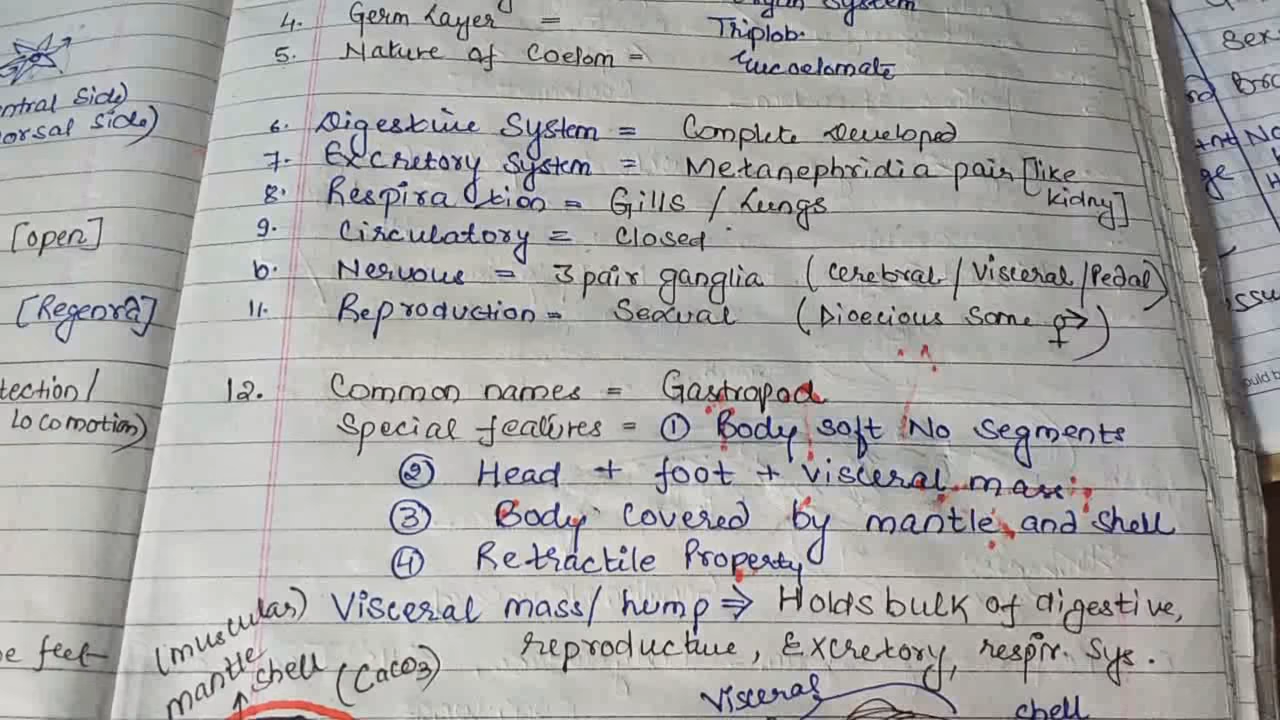 organ system
4. Germ Layer = Triplob.
5. Nature of Coelom = Eucoelomate
6. Digestive System = Complete Developed
7. Excretory System = Metanephridia pair [like kidny]
8. Respiration = Gills / Lungs
9. Circulatory = Closed
10. Nervous = 3 pair ganglia (Cerebral / Visceral / Pedal)
11. Reproduction = Sexual (Dioecious Some ⚥)
12. Common names = Gastropod
Special features = ① Body soft No segments
② Head + foot + visceral mass
③ Body covered by mantle and shell
④ Retractile Property
Visceral mass / hump ⇒ Holds bulk of digestive,
reproductive, Excretory, respir. sys.
(muscular)
mantle
shell (CaCO3)
Visceral
shell
ntral side)
orsal side)
[open]
[Regenra]
tection /
locomotion)
e feet